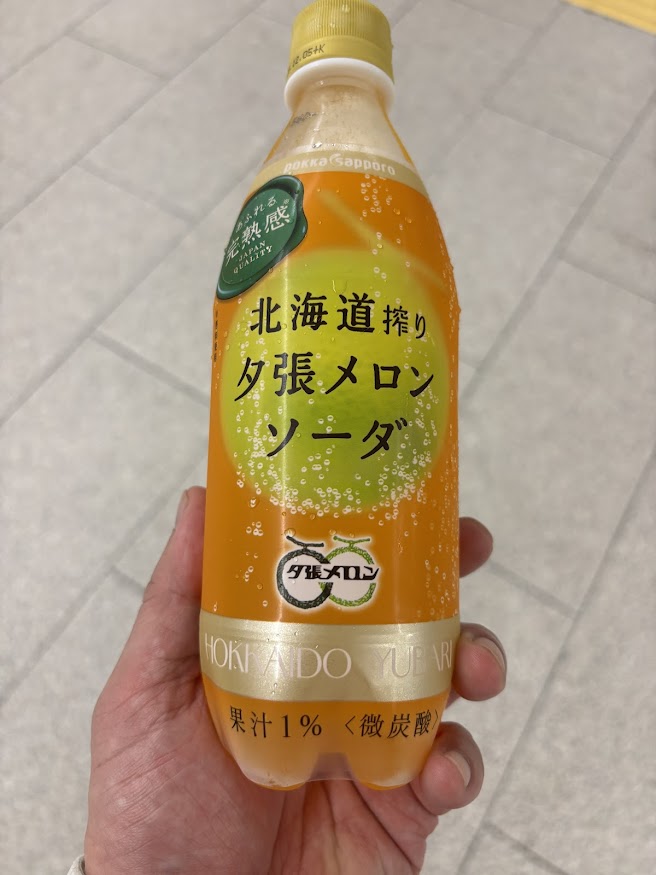 pokka sapporo
あふれる
完熟感
JAPAN
QUALITY
北海道搾り
夕張メロン
ソーダ
夕張メロン
HOKKAIDO YUBARI
果汁1% 〈微炭酸〉